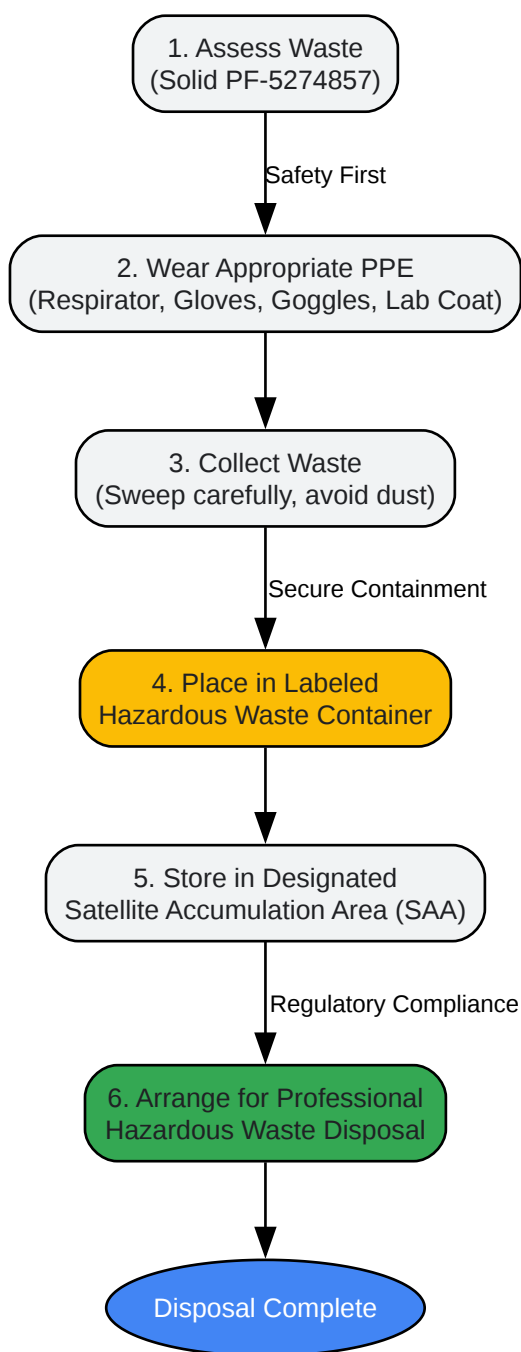 1. Assess Waste
(Solid PF-5274857)
Safety First
2. Wear Appropriate PPE
(Respirator, Gloves, Goggles, Lab Coat)
3. Collect Waste
(Sweep carefully, avoid dust)
Secure Containment
4. Place in Labeled
Hazardous Waste Container
5. Store in Designated
Satellite Accumulation Area (SAA)
Regulatory Compliance
6. Arrange for Professional
Hazardous Waste Disposal
Disposal Complete